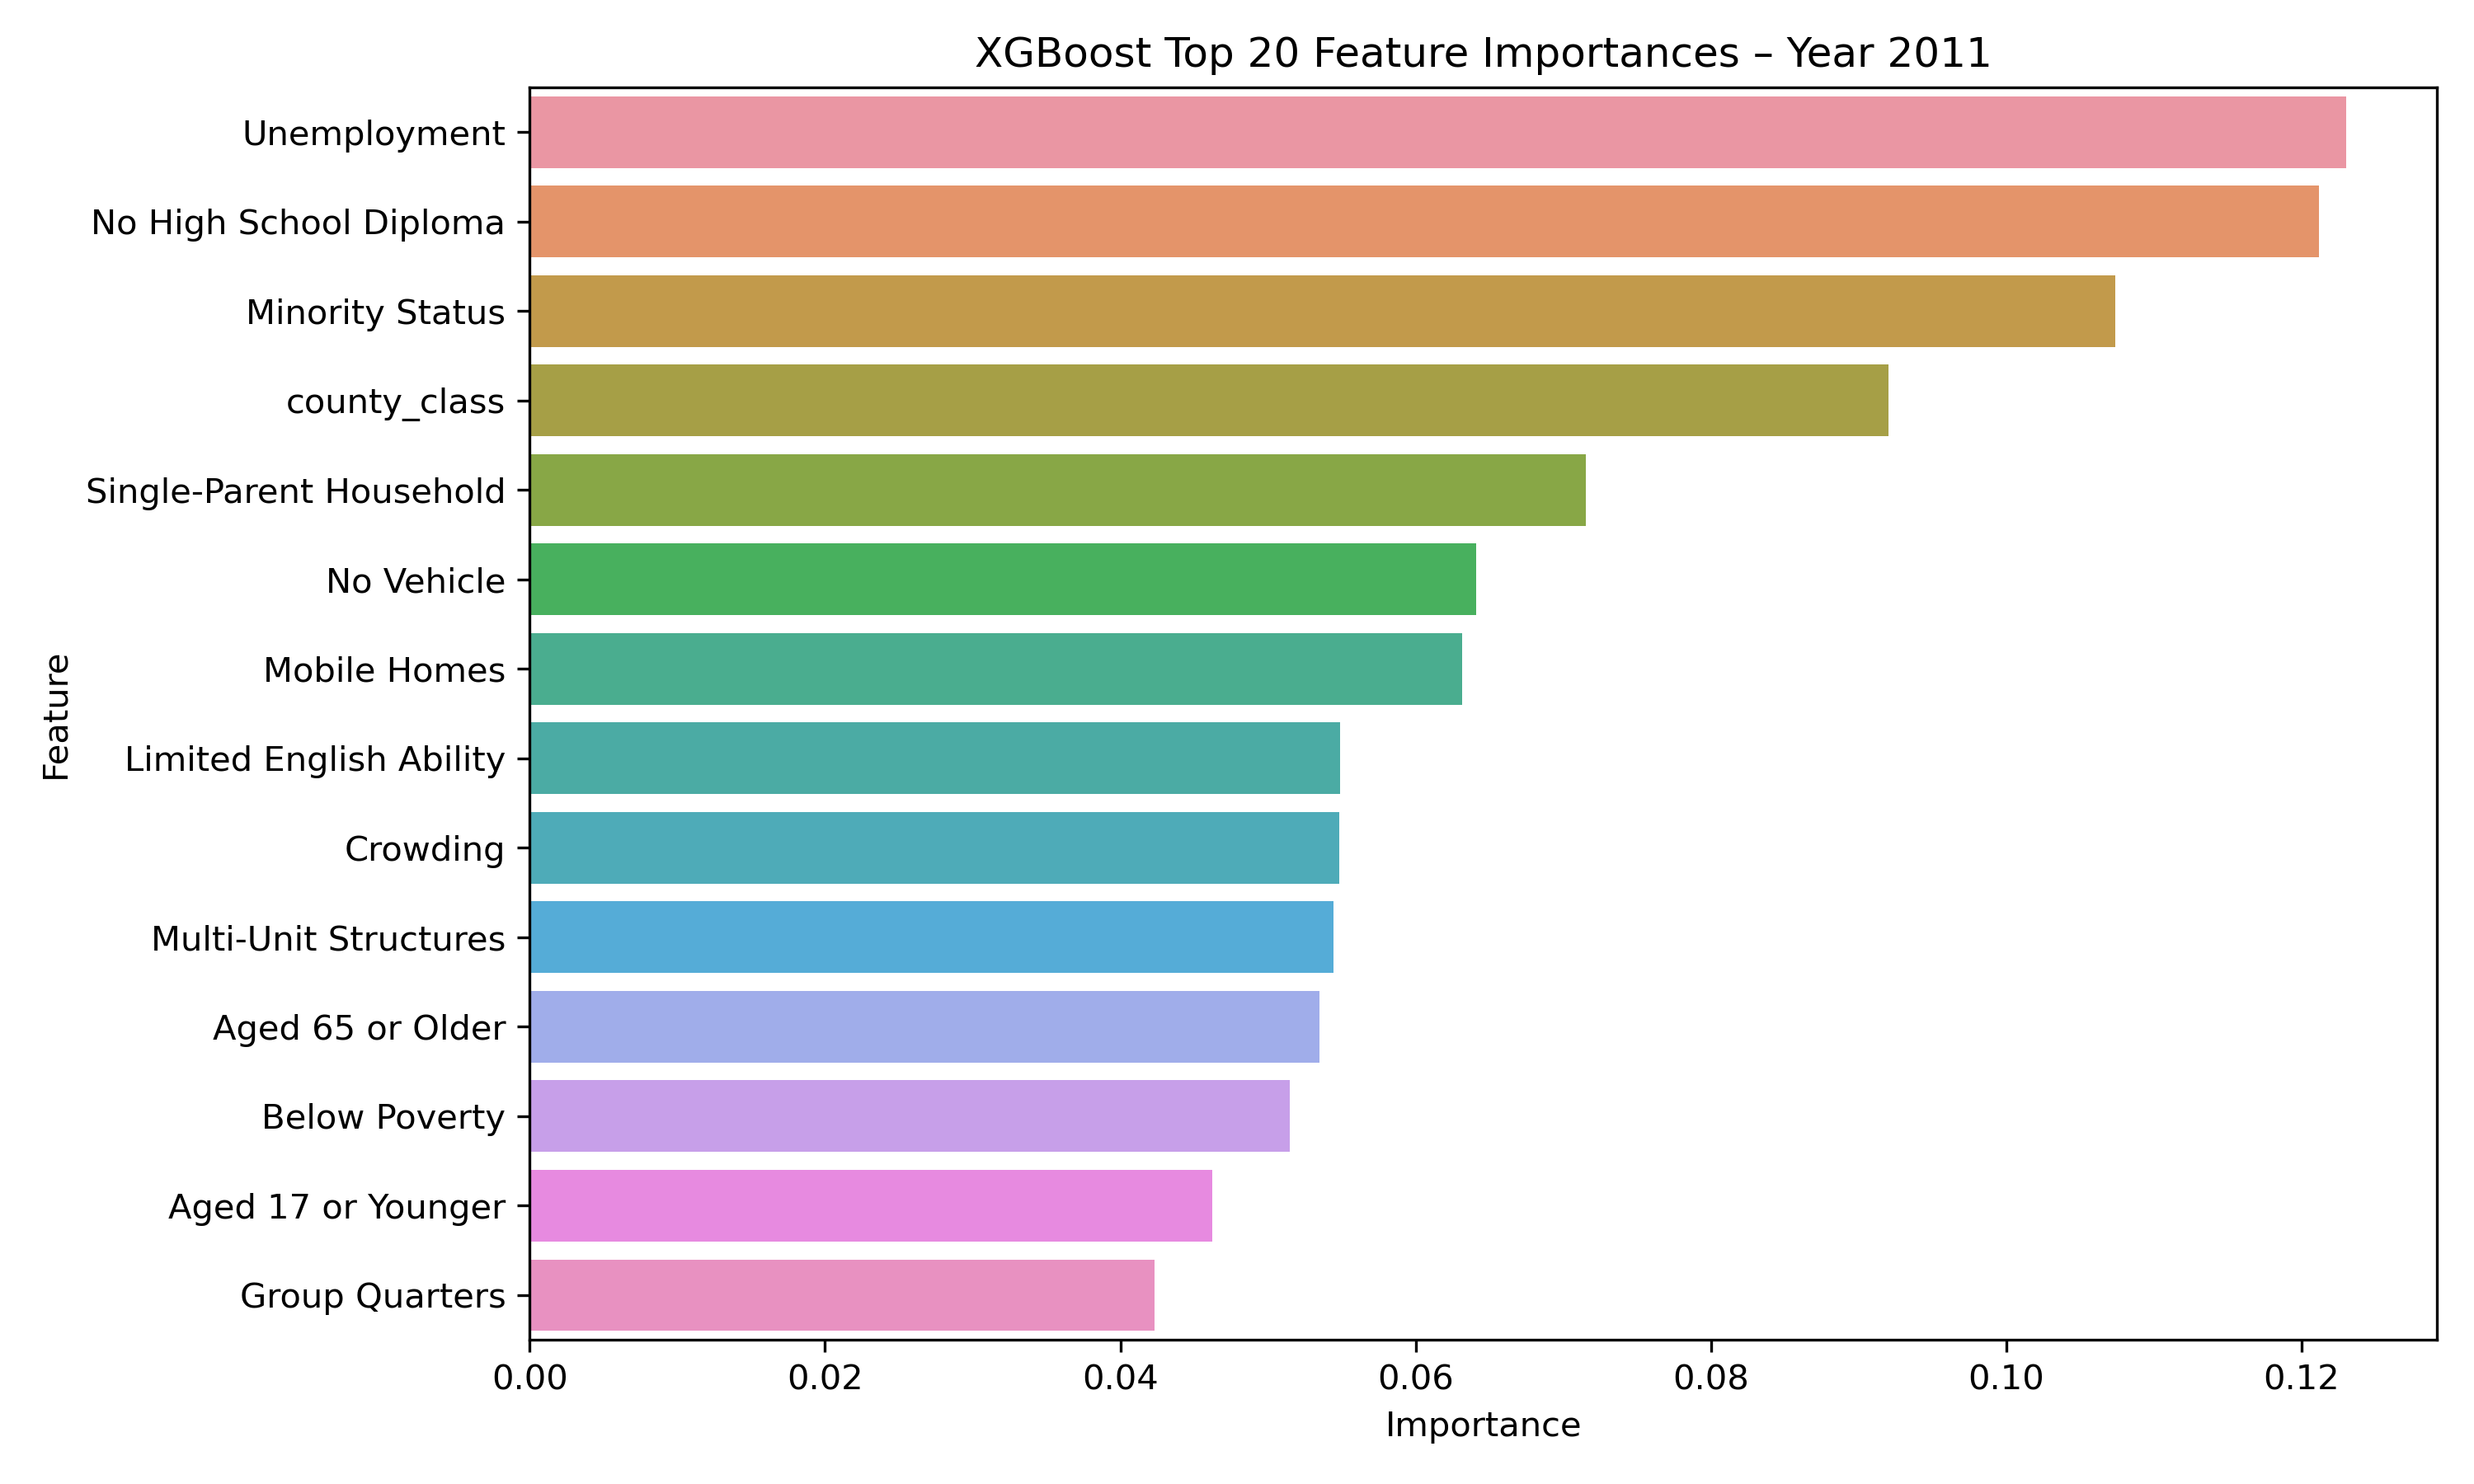 XGBoost Top 20 Feature Importances – Year 2011
Unemployment
No High School Diploma
Minority Status
county_class
Single-Parent Household
No Vehicle
Mobile Homes
Limited English Ability
Crowding
Multi-Unit Structures
Aged 65 or Older
Below Poverty
Aged 17 or Younger
Group Quarters
Feature
0.00 0.02 0.04 0.06 0.08 0.10 0.12
Importance